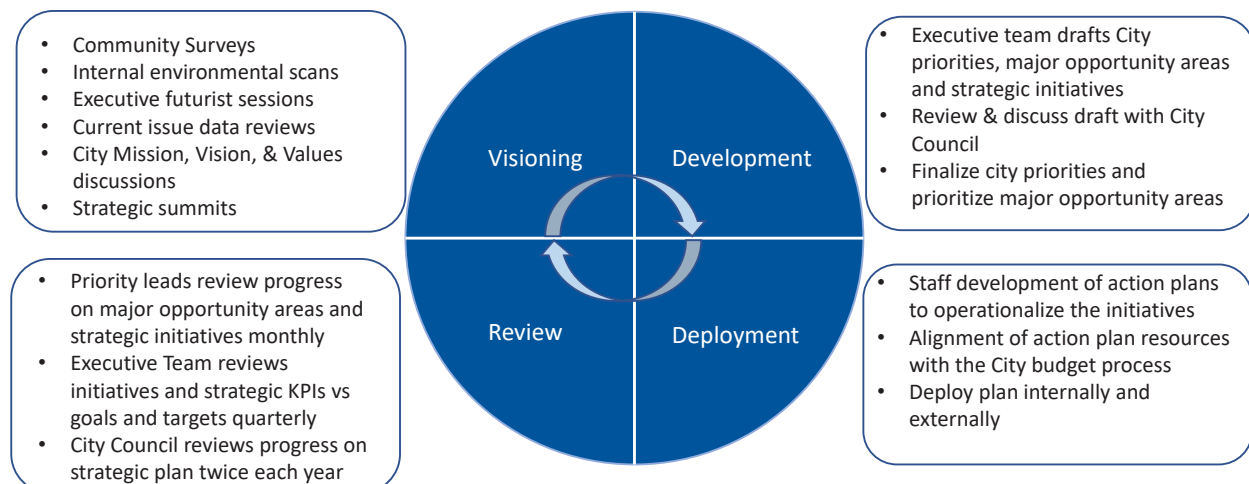 • Community Surveys
• Internal environmental scans
• Executive futurist sessions
• Current issue data reviews
• City Mission, Vision, & Values
discussions
• Strategic summits
Visioning
Development
• Executive team drafts City
priorities, major opportunity areas
and strategic initiatives
• Review & discuss draft with City
Council
• Finalize city priorities and
prioritize major opportunity areas
• Priority leads review progress
on major opportunity areas and
strategic initiatives monthly
• Executive Team reviews
initiatives and strategic KPIs vs
goals and targets quarterly
• City Council reviews progress on
strategic plan twice each year
Review
Deployment
• Staff development of action plans
to operationalize the initiatives
• Alignment of action plan resources
with the City budget process
• Deploy plan internally and
externally